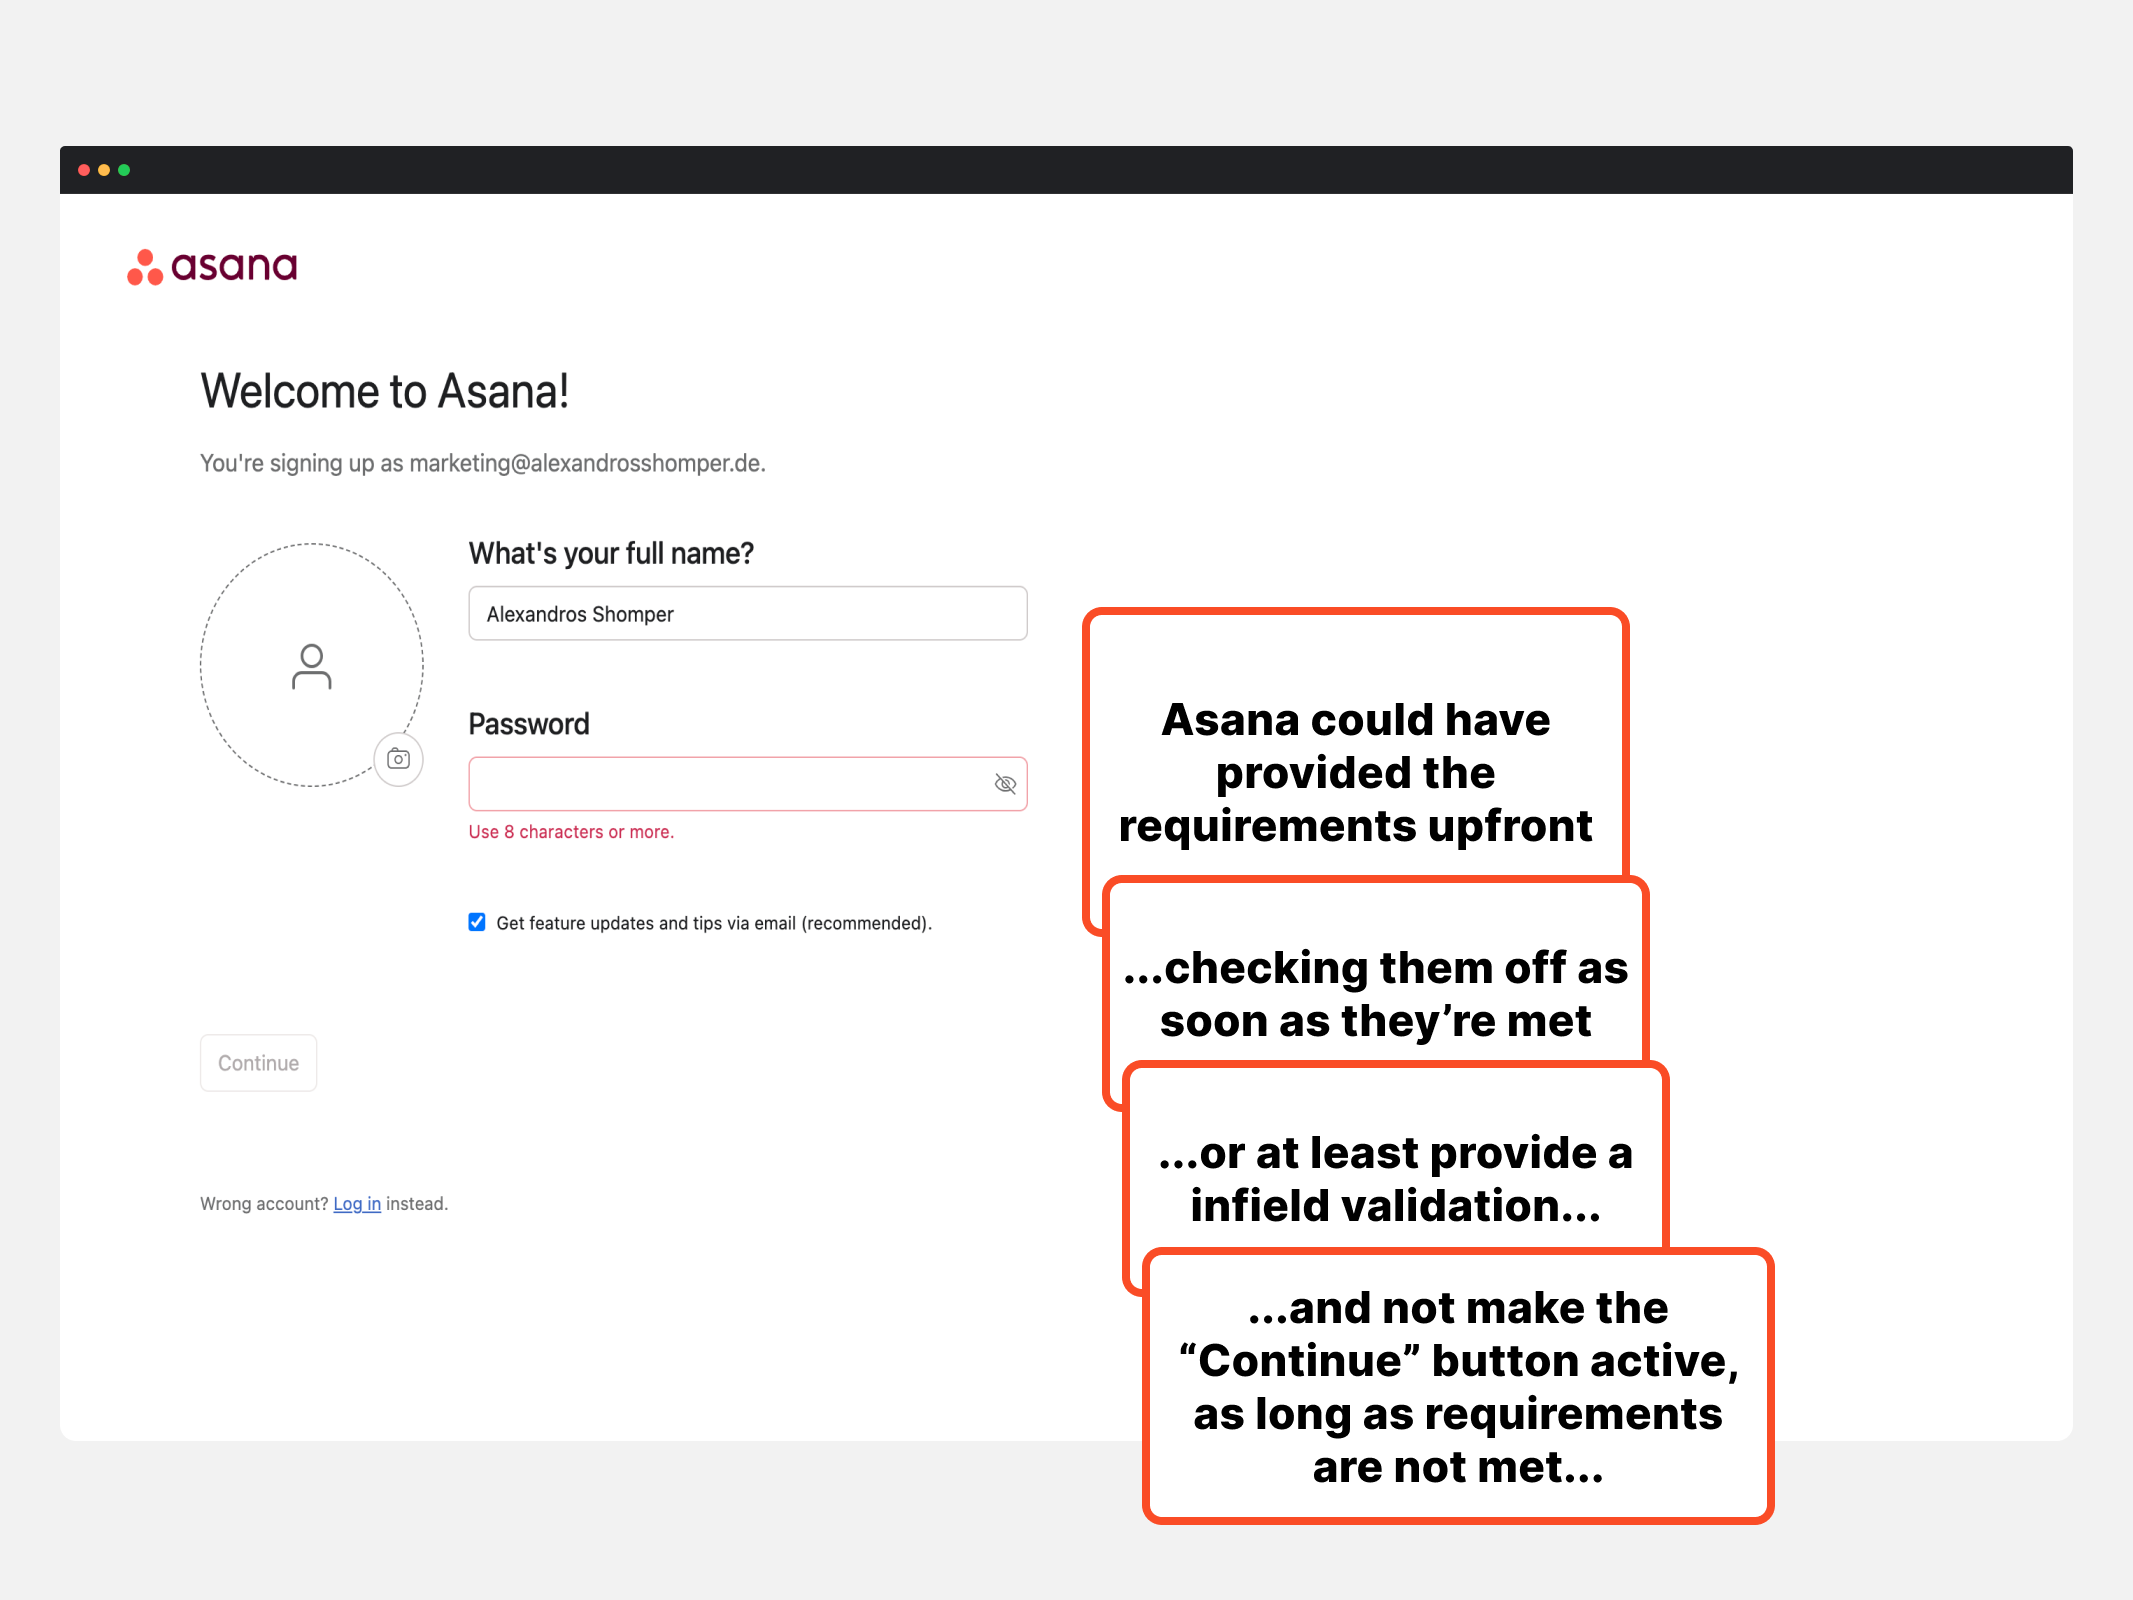 asana
Welcome to Asana!
You're signing up as marketing@alexandrosshomper.de.
What's your full name?
Alexandros Shomper
Password
Use 8 characters or more.
Get feature updates and tips via email (recommended).
Continue
Wrong account? Log in instead.
Asana could have
provided the
requirements upfront
...checking them off as
soon as they’re met
...or at least provide a
infield validation...
...and not make the
“Continue” button active,
as long as requirements
are not met...